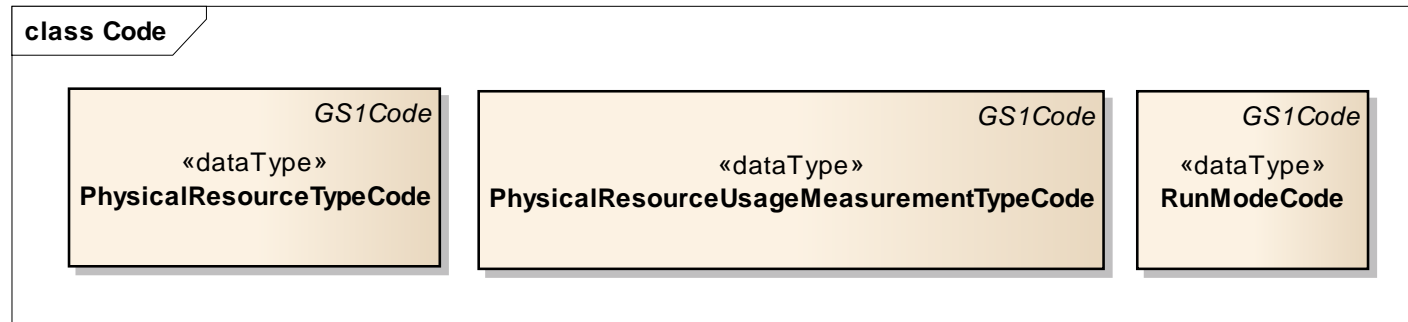 class Code
GS1Code
«dataType»
PhysicalResourceTypeCode
GS1Code
«dataType»
PhysicalResourceUsageMeasurementTypeCode
GS1Code
«dataType»
RunModeCode